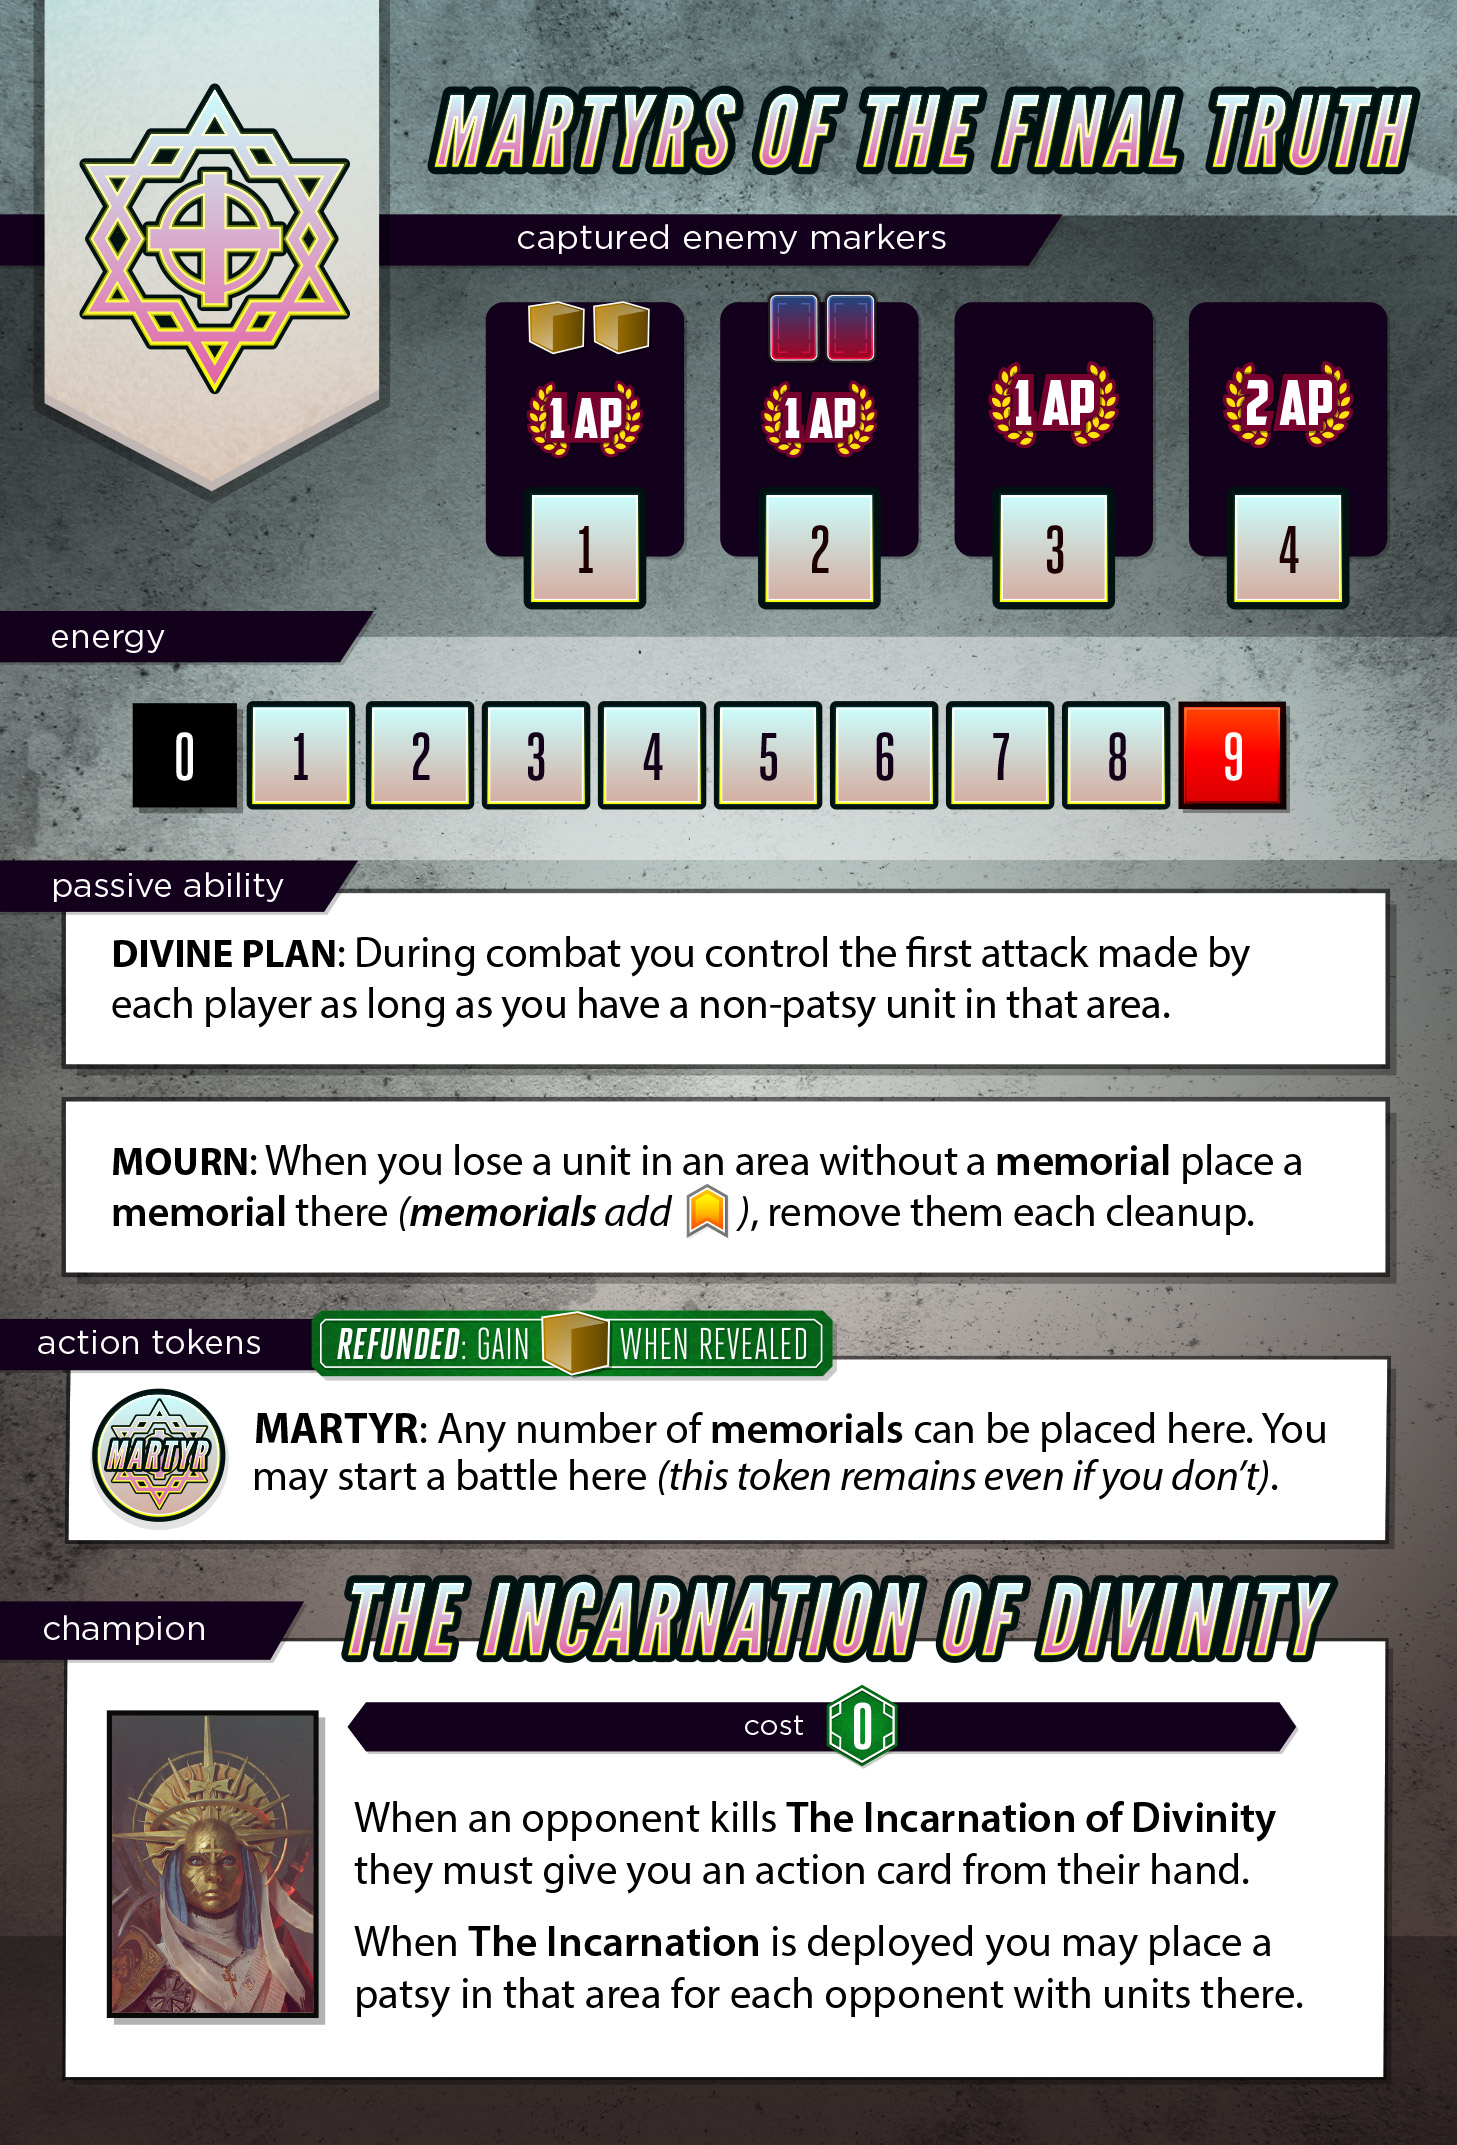 MARTYRS OF THE FINAL TRUTH
captured enemy markers
1 AP
1 AP
1 AP
2 AP
1
2
3
4
energy
0
1
2
3
4
5
6
7
8
9
passive ability
DIVINE PLAN: During combat you control the first attack made by
each player as long as you have a non-patsy unit in that area.
MOURN: When you lose a unit in an area without a memorial place a
memorial there (memorials add ), remove them each cleanup.
action tokens
REFUNDED: GAIN WHEN REVEALED
MARTYR
MARTYR: Any number of memorials can be placed here. You
may start a battle here (this token remains even if you don't).
champion
THE INCARNATION OF DIVINITY
cost 0
When an opponent kills The Incarnation of Divinity
they must give you an action card from their hand.
When The Incarnation is deployed you may place a
patsy in that area for each opponent with units there.